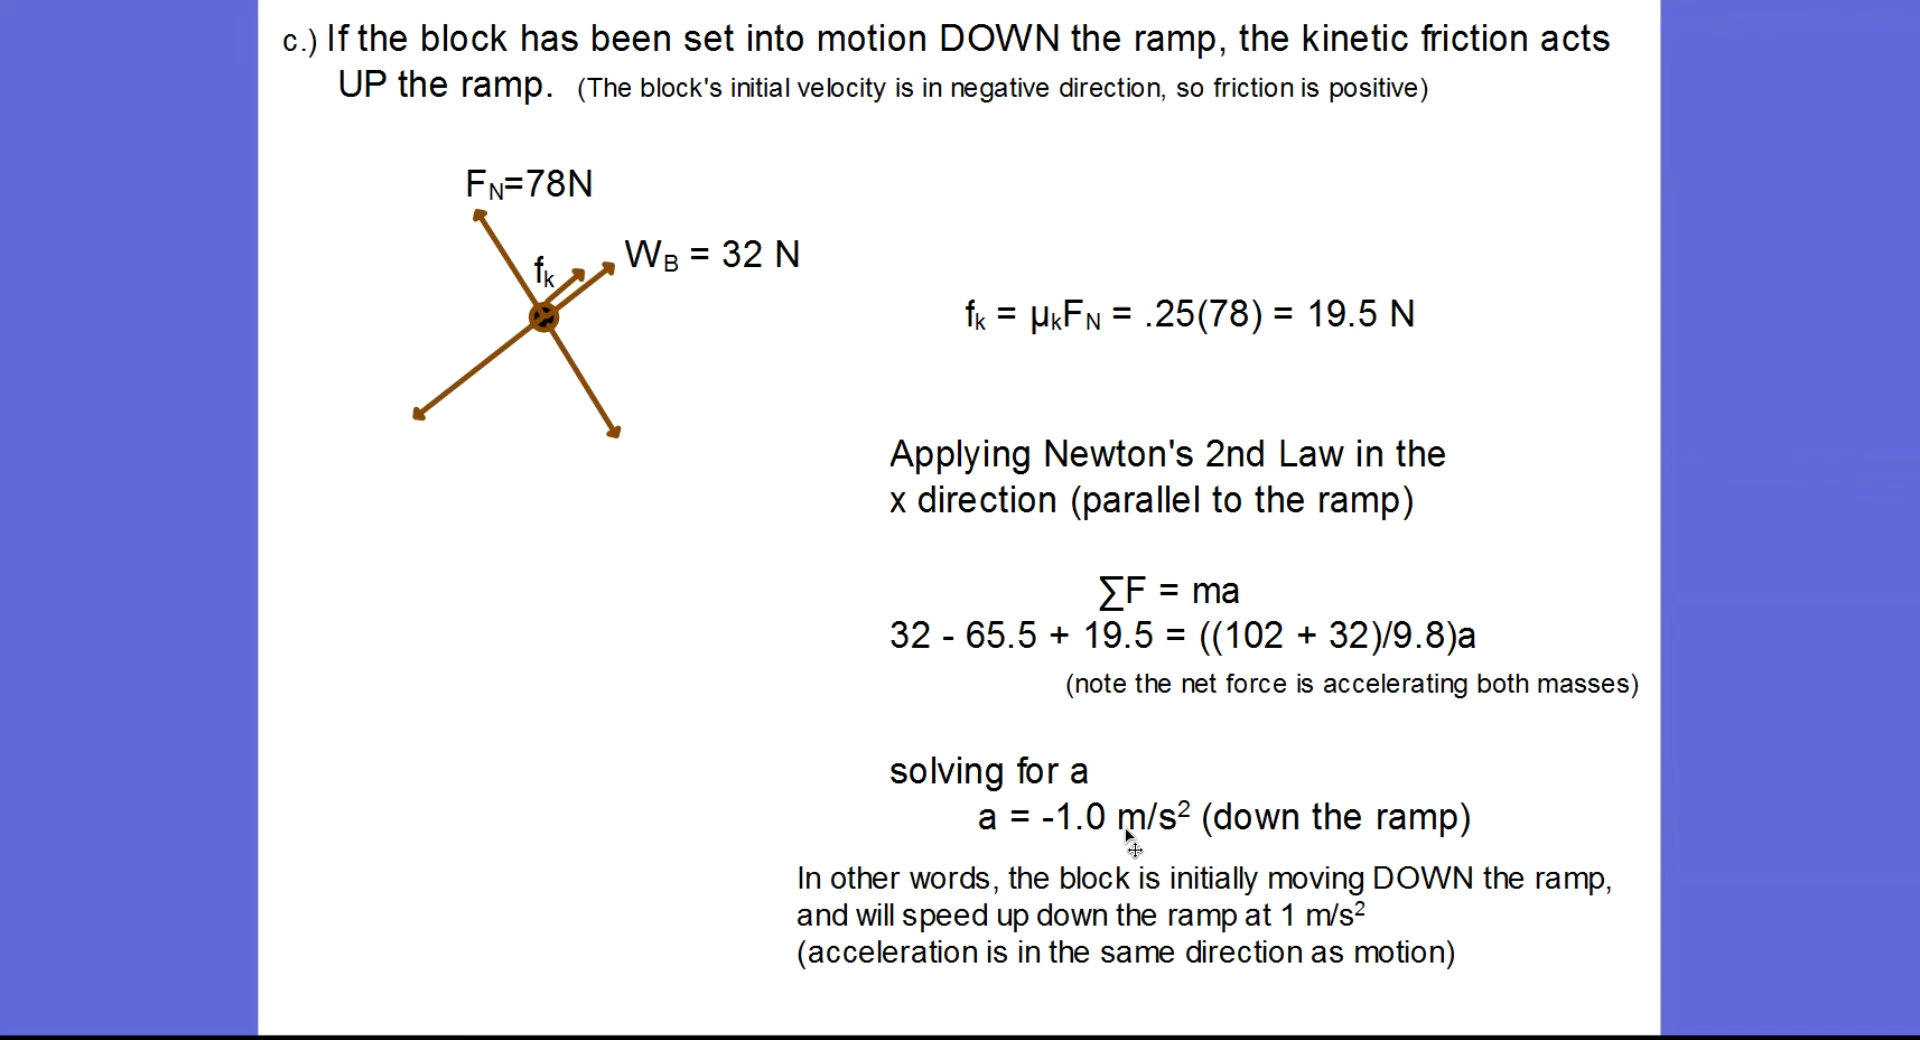 c.) If the block has been set into motion DOWN the ramp, the kinetic friction acts
UP the ramp. (The block's initial velocity is in negative direction, so friction is positive)
F_N=78N
W_B = 32 N
f_k
f_k = μ_kF_N = .25(78) = 19.5 N
Applying Newton's 2nd Law in the
x direction (parallel to the ramp)
∑F = ma
32 - 65.5 + 19.5 = ((102 + 32)/9.8)a
(note the net force is accelerating both masses)
solving for a
a = -1.0 m/s² (down the ramp)
In other words, the block is initially moving DOWN the ramp,
and will speed up down the ramp at 1 m/s²
(acceleration is in the same direction as motion)